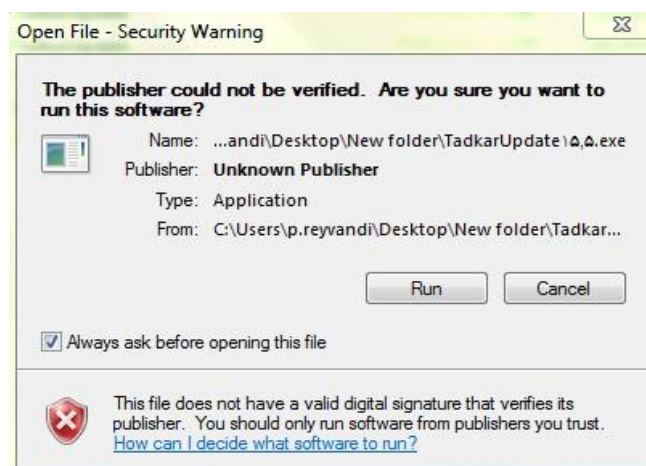 Open File - Security Warning
The publisher could not be verified. Are you sure you want to
run this software?
Name: ...andi\Desktop\New folder\TadkarUpdate۱۵,۵.exe
Publisher: Unknown Publisher
Type: Application
From: C:\Users\p.reyvandi\Desktop\New folder\Tadkar...
Run Cancel
Always ask before opening this file
This file does not have a valid digital signature that verifies its
publisher. You should only run software from publishers you trust.
How can I decide what software to run?